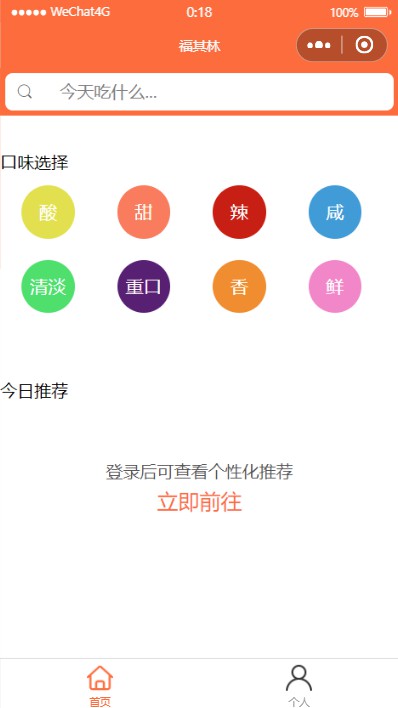 WeChat4G 0:18 100%
福其林
今天吃什么...
口味选择
酸 甜 辣 咸
清淡 重口 香 鲜
今日推荐
登录后可查看个性化推荐
立即前往
首页 个人